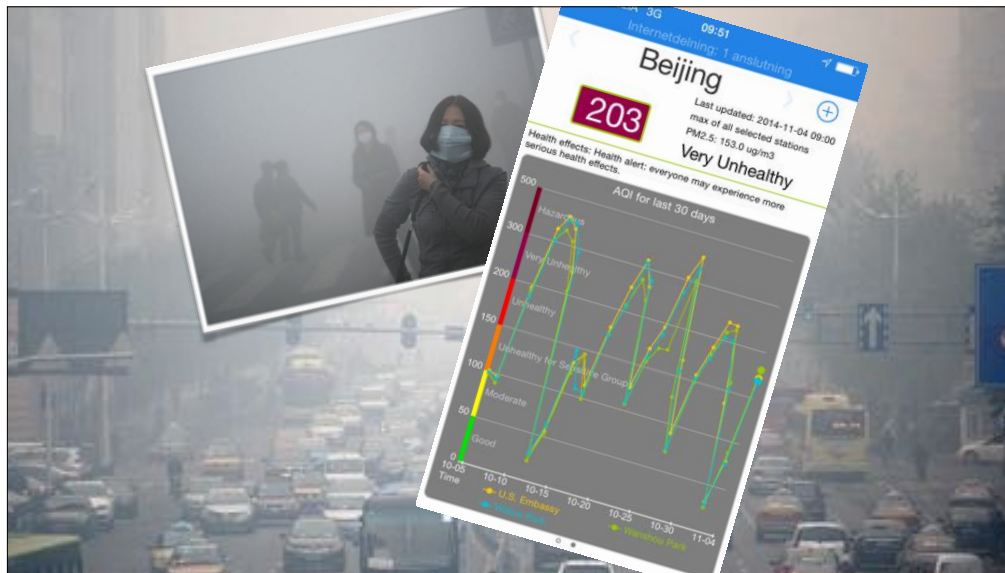 3G
09:51
Internetdelning: 1 anslutning
Beijing
203
Last updated: 2014-11-04 09:00
max of all selected stations
PM2.5: 153.0 ug/m3
Very Unhealthy
Health effects: Health alert: everyone may experience more
serious health effects.
AQI for last 30 days
500
Hazardous
300
Very Unhealthy
200
Unhealthy
150
Unhealthy for Sensitive Groups
100
Moderate
50
Good
0
10-05
10-10
10-15
10-20
10-25
10-30
11-04
Time
U.S. Embassy
Wanshou Park